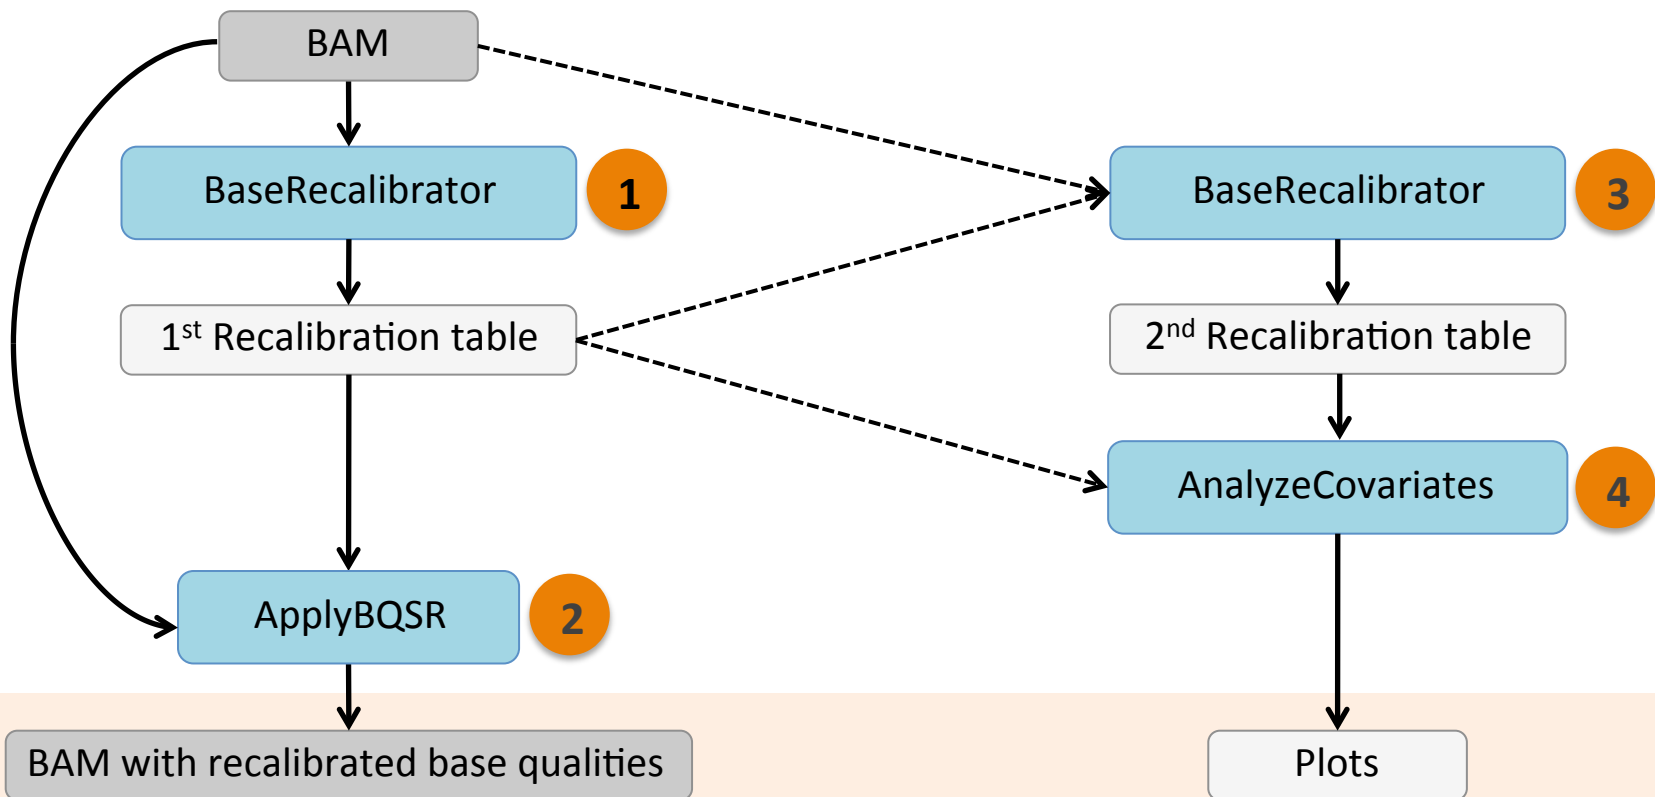 BAM
BaseRecalibrator
1
BaseRecalibrator
3
1st Recalibration table
2nd Recalibration table
AnalyzeCovariates
4
ApplyBQSR
2
BAM with recalibrated base qualities
Plots